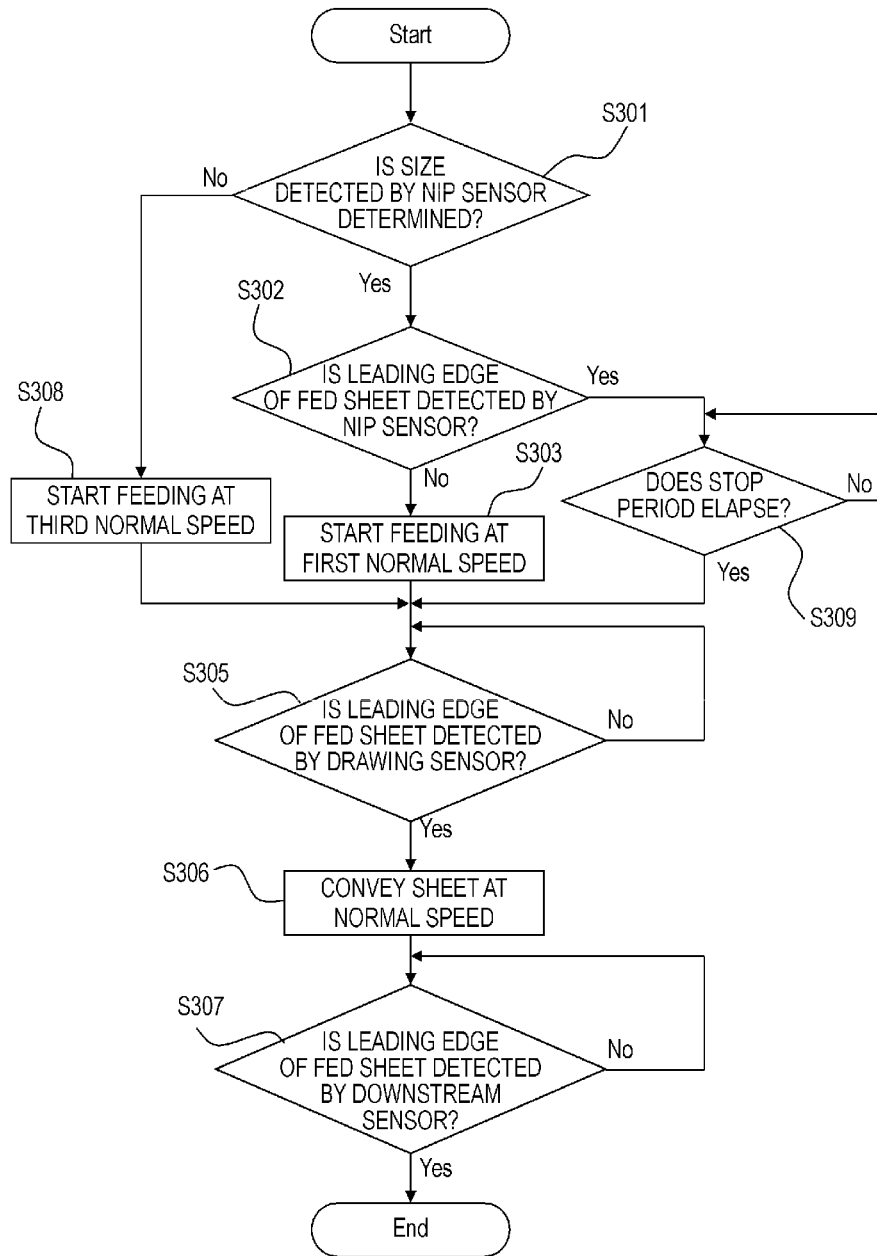 Start
S301
IS SIZE
DETECTED BY NIP SENSOR
DETERMINED?
No
Yes
S302
IS LEADING EDGE
OF FED SHEET DETECTED BY
NIP SENSOR?
Yes
No
S308
START FEEDING AT
THIRD NORMAL SPEED
S303
START FEEDING AT
FIRST NORMAL SPEED
DOES STOP
PERIOD ELAPSE?
No
Yes
S309
S305
IS LEADING EDGE
OF FED SHEET DETECTED
BY DRAWING SENSOR?
No
Yes
S306
CONVEY SHEET AT
NORMAL SPEED
S307
IS LEADING EDGE
OF FED SHEET DETECTED
BY DOWNSTREAM
SENSOR?
No
Yes
End